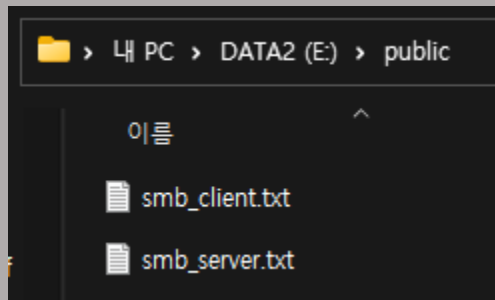 내 PC > DATA2 (E:) > public
이름
smb_client.txt
smb_server.txt